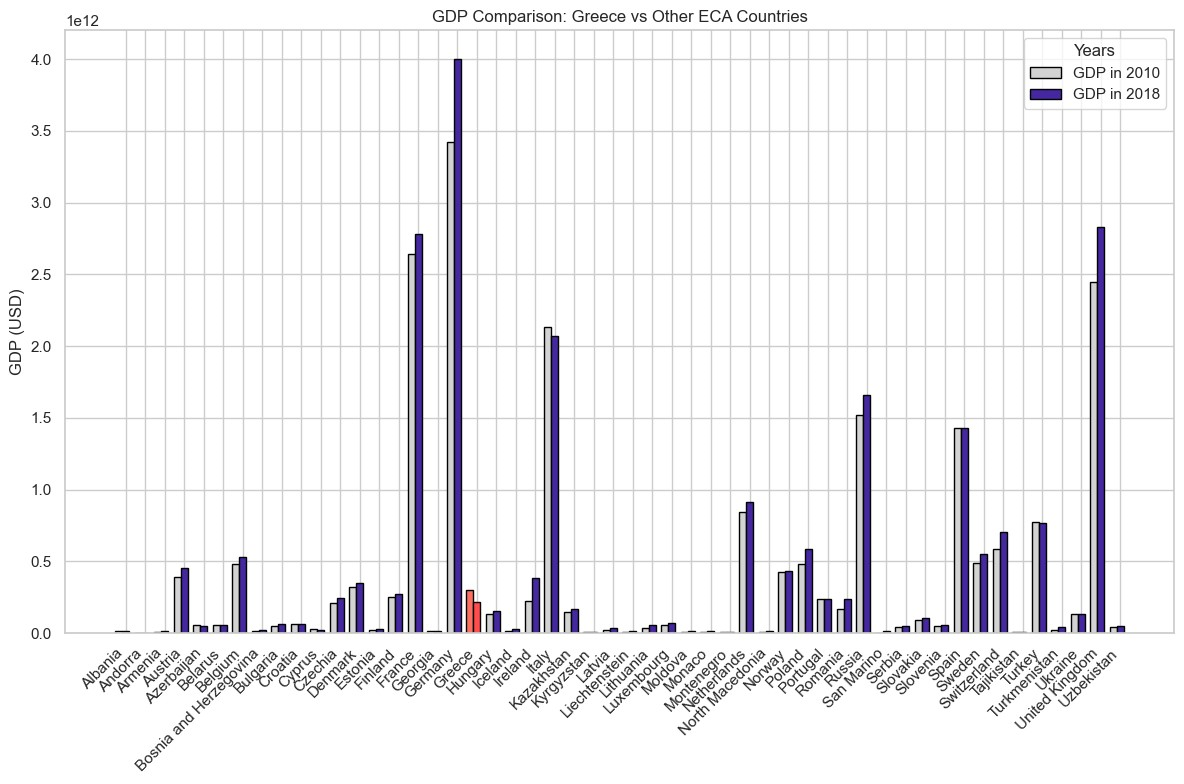 GDP Comparison: Greece vs Other ECA Countries
1e12
Years
GDP in 2010
GDP in 2018
GDP (USD)
4.0
3.5
3.0
2.5
2.0
1.5
1.0
0.5
0.0
Albania
Andorra
Armenia
Austria
Azerbaijan
Belarus
Belgium
Bosnia and Herzegovina
Bulgaria
Croatia
Cyprus
Czechia
Denmark
Estonia
Finland
France
Georgia
Germany
Greece
Hungary
Iceland
Ireland
Italy
Kazakhstan
Kyrgyzstan
Latvia
Liechtenstein
Lithuania
Luxembourg
Moldova
Monaco
Montenegro
Netherlands
North Macedonia
Norway
Poland
Portugal
Romania
Russia
San Marino
Serbia
Slovakia
Slovenia
Spain
Sweden
Switzerland
Tajikistan
Turkey
Turkmenistan
Ukraine
United Kingdom
Uzbekistan